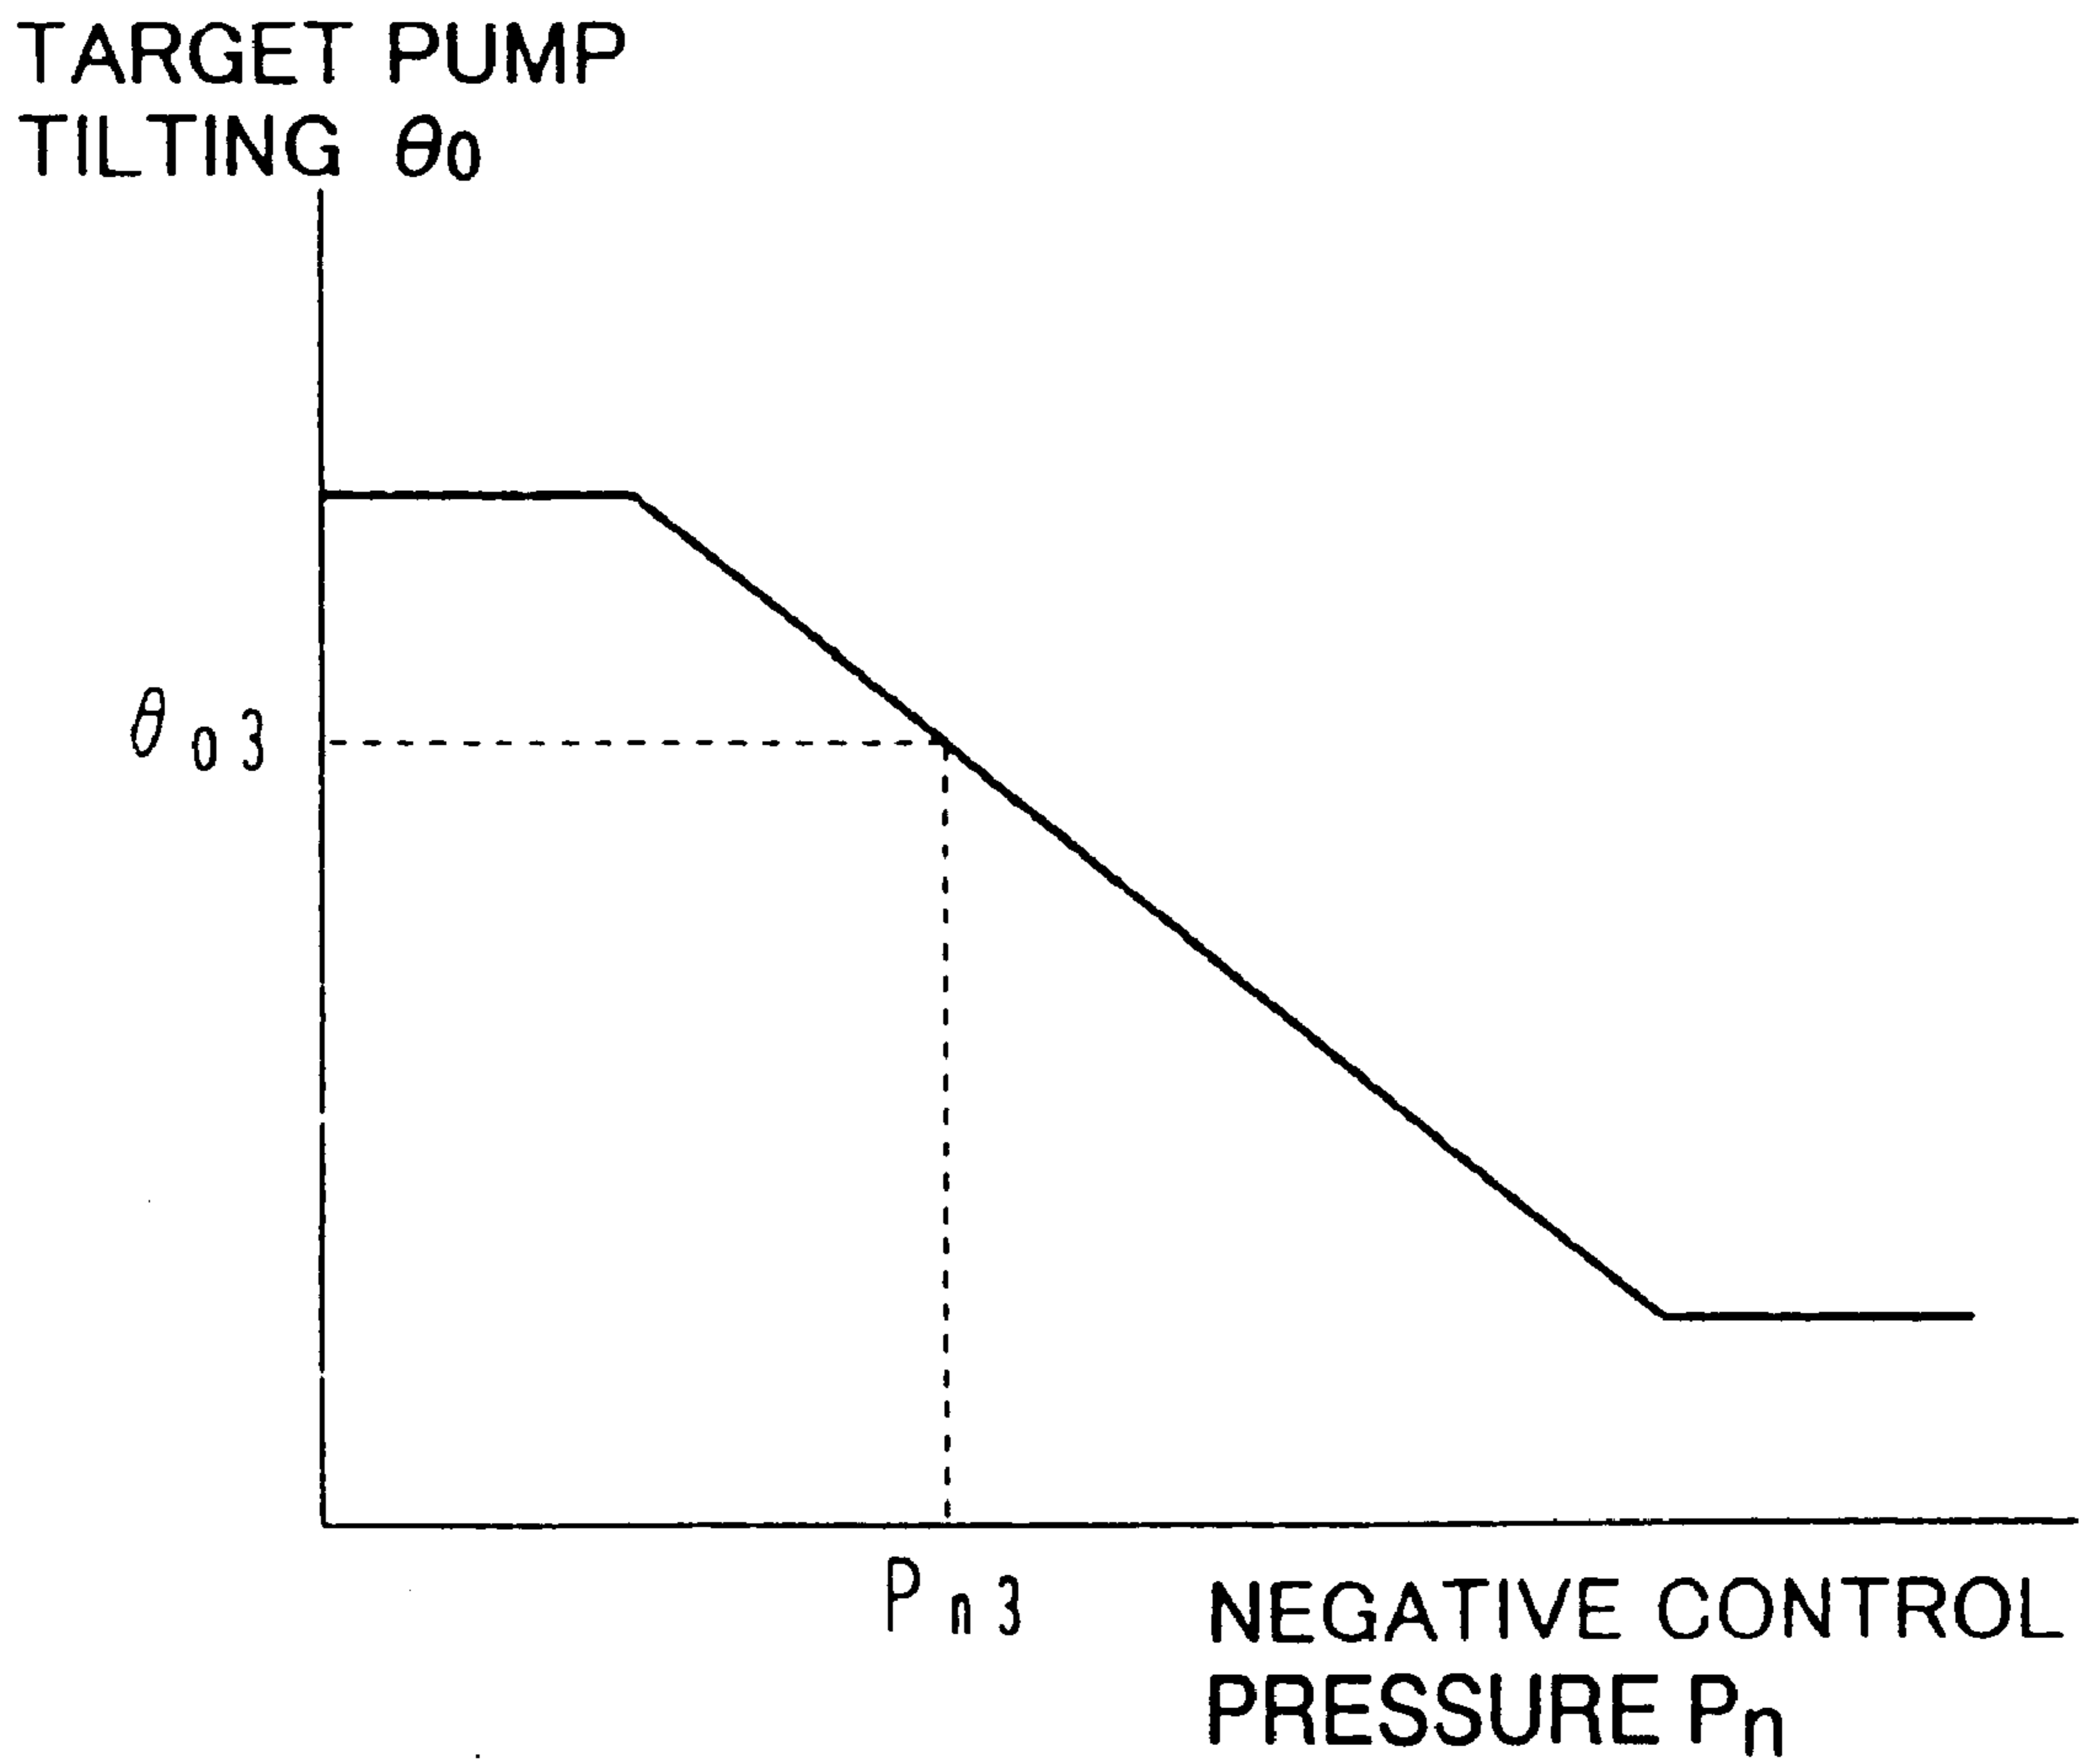 TARGET PUMP
TILTING θ0
θ03
Pn3
NEGATIVE CONTROL
PRESSURE Pn